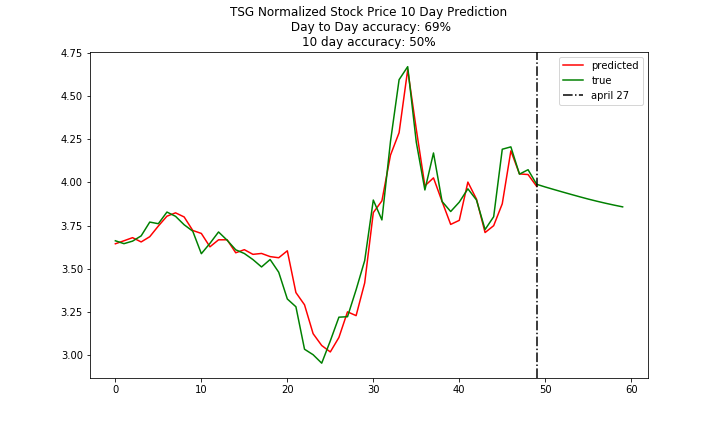 TSG Normalized Stock Price 10 Day Prediction
Day to Day accuracy: 69%
10 day accuracy: 50%
4.75
4.50
4.25
4.00
3.75
3.50
3.25
3.00
0 10 20 30 40 50 60
predicted
true
april 27